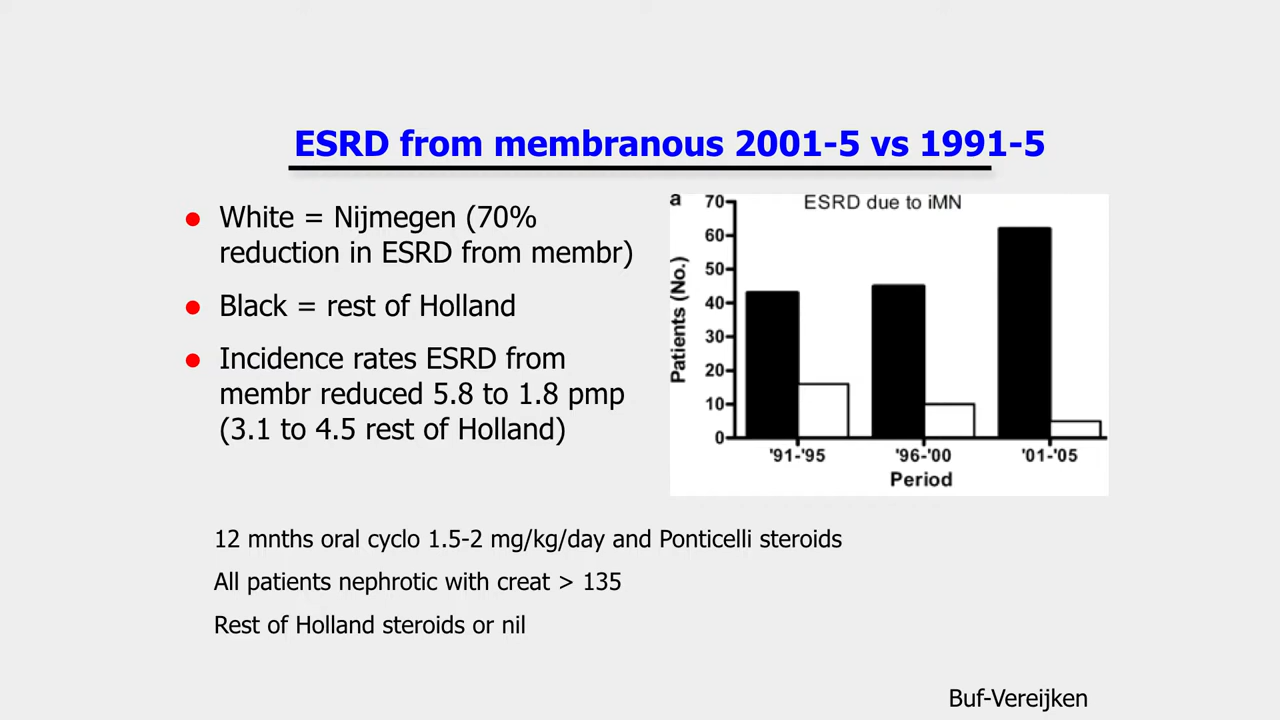 ESRD from membranous 2001-5 vs 1991-5
● White = Nijmegen (70%
reduction in ESRD from membr)
● Black = rest of Holland
● Incidence rates ESRD from
membr reduced 5.8 to 1.8 pmp
(3.1 to 4.5 rest of Holland)
a
ESRD due to iMN
Patients (No.)
70
60
50
40
30
20
10
0
'91-'95 '96-'00 '01-'05
Period
12 mnths oral cyclo 1.5-2 mg/kg/day and Ponticelli steroids
All patients nephrotic with creat > 135
Rest of Holland steroids or nil
Buf-Vereijken